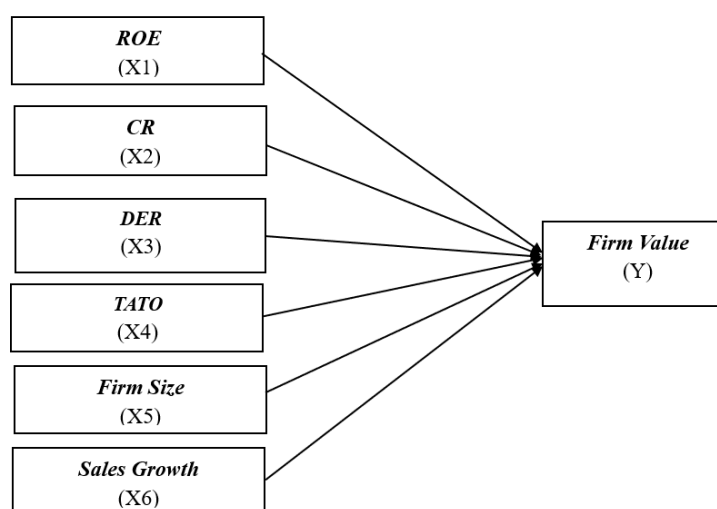 ROE
(X1)
CR
(X2)
DER
(X3)
TATO
(X4)
Firm Size
(X5)
Sales Growth
(X6)
Firm Value
(Y)